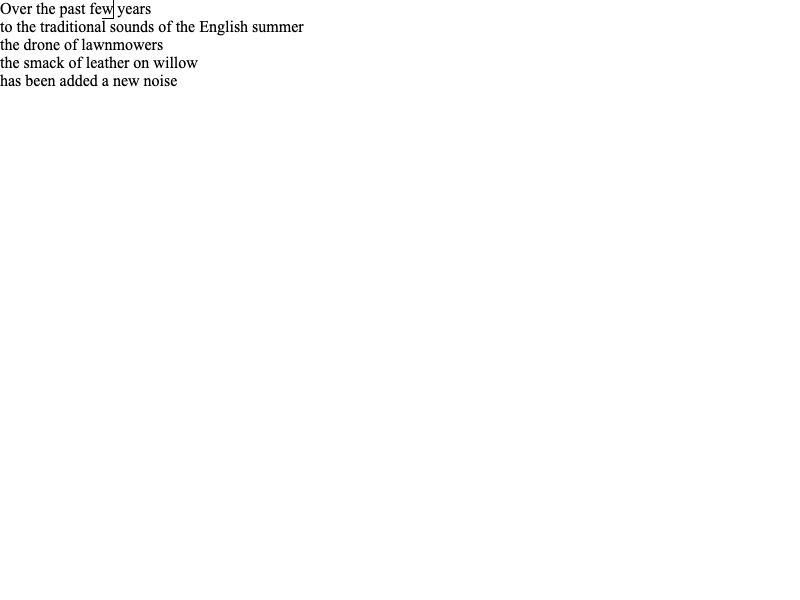 Over the past few years
to the traditional sounds of the English summer
the drone of lawnmowers
the smack of leather on willow
has been added a new noise